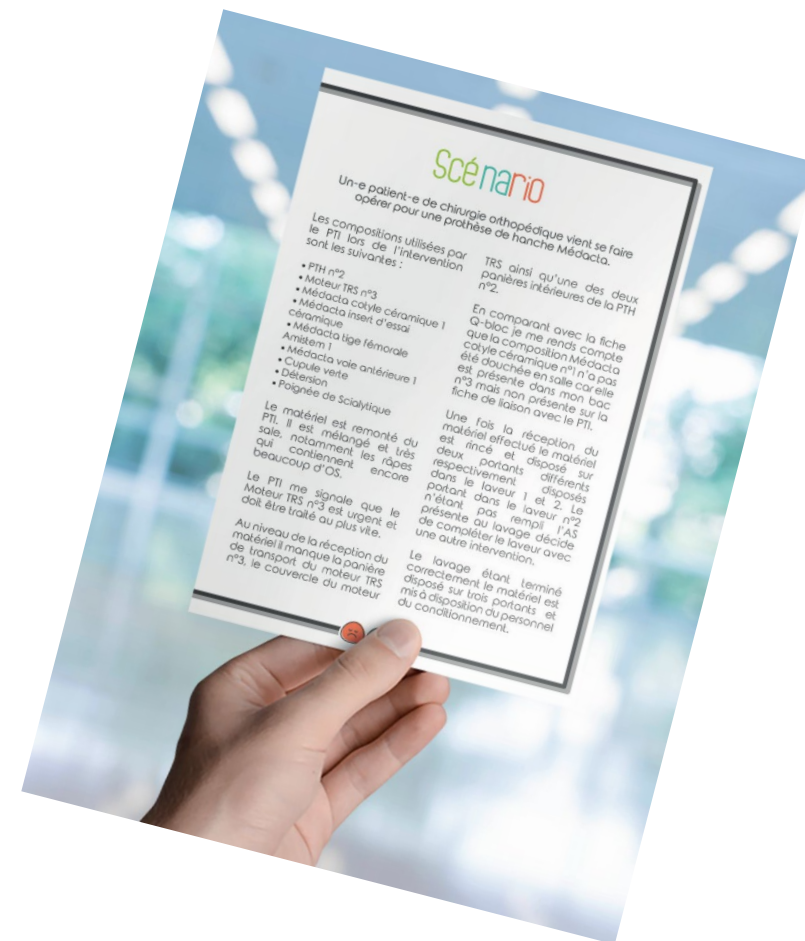 Scénario
Un-e patient-e de chirurgie orthopédique vient se faire
opérer pour une prothèse de hanche Médacta.
Les compositions utilisées par
le PTI lors de l'intervention
sont les suivantes :
• PTH n°2
• Moteur TRS n°3
• Médacta cotyle céramique 1
• Médacta insert d'essai
céramique
• Médacta tige fémorale
Amistem 1
• Médacta voie antérieure 1
• Cupule verte
• Détersion
• Poignée de Scialytique
Le matériel est remonté du
PTI. Il est mélangé et très
sale, notamment les râpes
qui contiennent encore
beaucoup d'OS.
Le PTI me signale que le
Moteur TRS n°3 est urgent et
doit être traité au plus vite.
Au niveau de la réception du
matériel il manque la panière
de transport du moteur TRS
n°3, le couvercle du moteur
TRS ainsi qu'une des deux
panières intérieures de la PTH
n°2.
En comparant avec la fiche
Q-bloc je me rends compte
que la composition Médacta
cotyle céramique n°1 n'a pas
été douchée en salle car elle
est présente dans mon bac
n°3 mais non présente sur la
fiche de liaison avec le PTI.
Une fois la réception du
matériel effectué le matériel
est rincé et disposé sur
deux portants différents
respectivement disposés
dans le laveur 1 et 2. Le
portant dans le laveur n°2
n'étant pas rempli l'AS
présente au lavage décide
de compléter le laveur avec
une autre intervention.
Le lavage étant terminé
correctement le matériel est
disposé sur trois portants et
mis à disposition du personnel
du conditionnement.